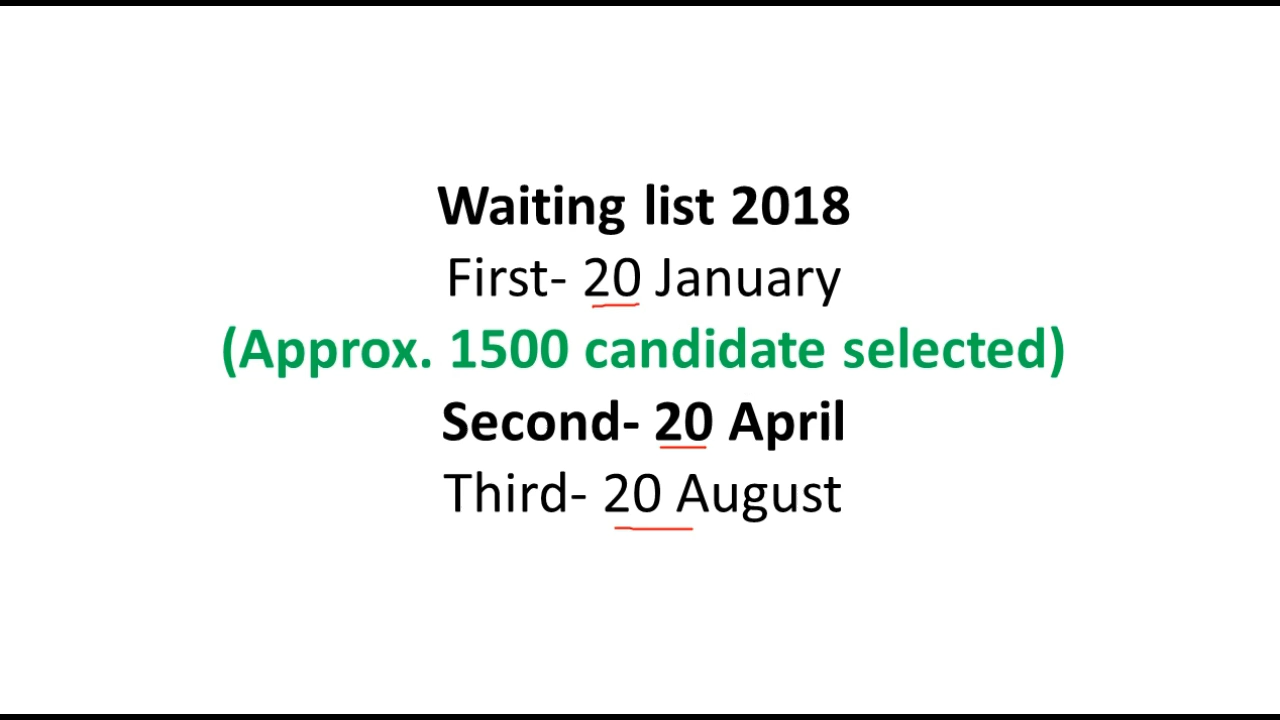 Waiting list 2018
First- 20 January
(Approx. 1500 candidate selected)
Second- 20 April
Third- 20 August